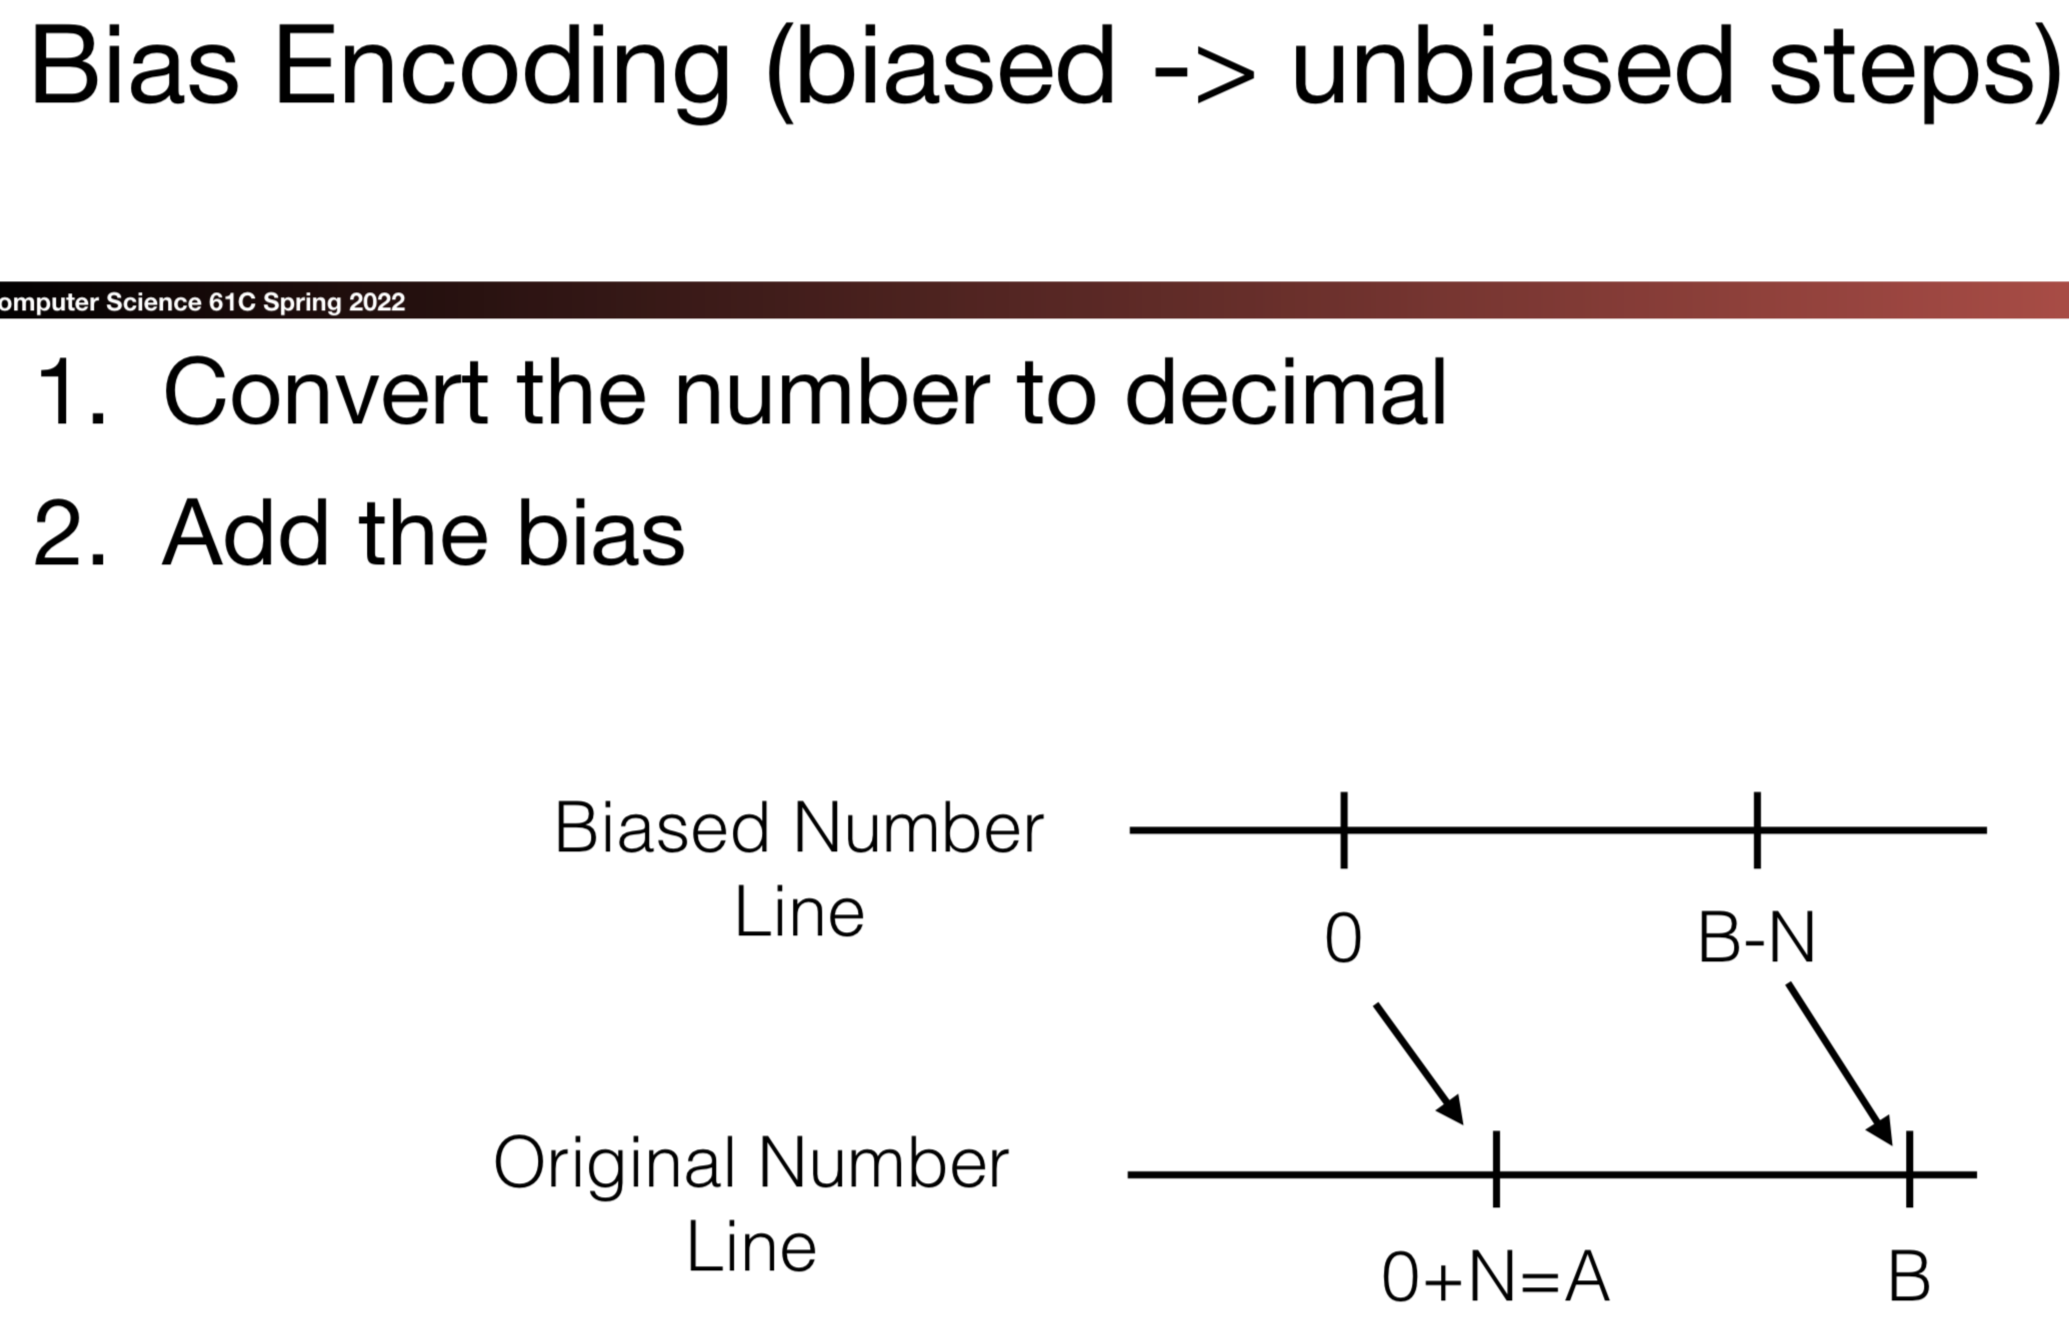 Bias Encoding (biased -> unbiased steps)
omputer Science 61C Spring 2022
1. Convert the number to decimal
2. Add the bias
Biased Number
Line
0
B-N
Original Number
Line
0+N=A
B